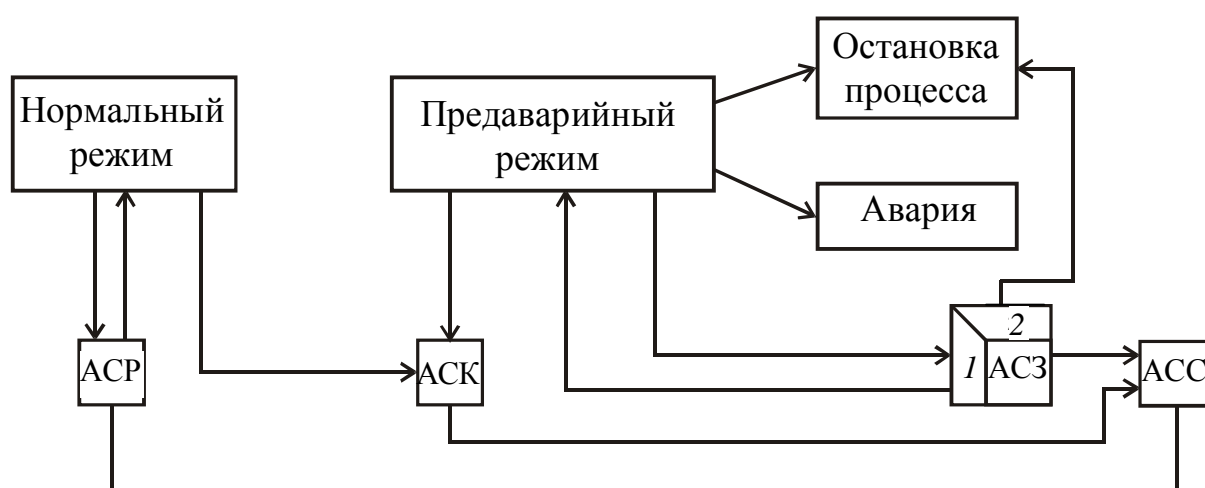 Нормальный
режим
Предаварийный
режим
Остановка
процесса
Авария
АСР
АСК
1
2
АСЗ
АСС